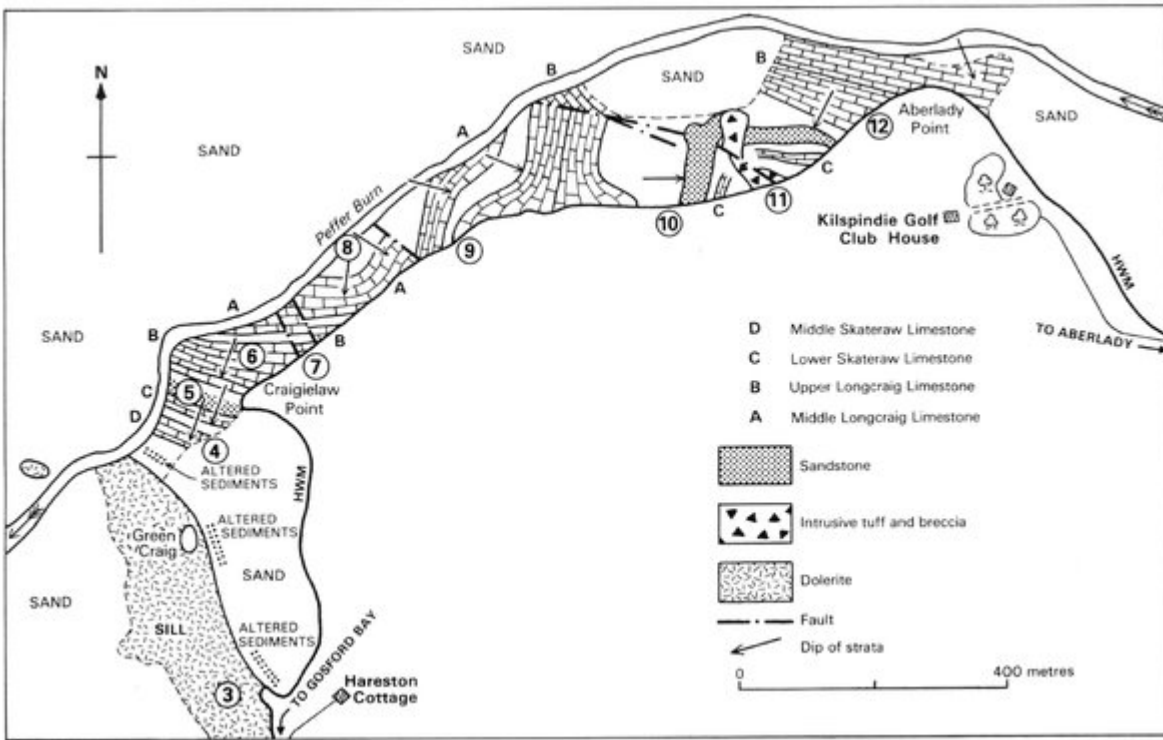 SAND
B
N
SAND
B
SAND
12
Aberlady
Point
SAND
A
SAND
Peffer Burn
C
11
10
C
Kilspindie Golf
Club House
HWM
8
9
A
A
SAND
B
6
B
7
TO ABERLADY
C
5
Craigielaw
Point
D
4
ALTERED
SEDIMENTS
HWM
Green
Craig
ALTERED
SEDIMENTS
SAND
SAND
SILL
ALTERED
SEDIMENTS
3
TO GOSFORD BAY
Hareston
Cottage
D Middle Skateraw Limestone
C Lower Skateraw Limestone
B Upper Longcraig Limestone
A Middle Longcraig Limestone
Sandstone
Intrusive tuff and breccia
Dolerite
Fault
Dip of strata
0 400 metres